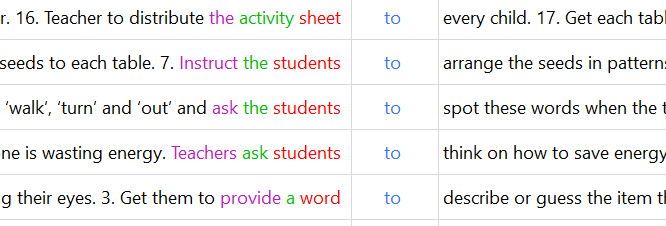 r. 16. Teacher to distribute the activity sheet to every child. 17. Get each tabl
seeds to each table. 7. Instruct the students to arrange the seeds in patterns
'walk', 'turn' and 'out' and ask the students to spot these words when the t
one is wasting energy. Teachers ask students to think on how to save energy
g their eyes. 3. Get them to provide a word to describe or guess the item th